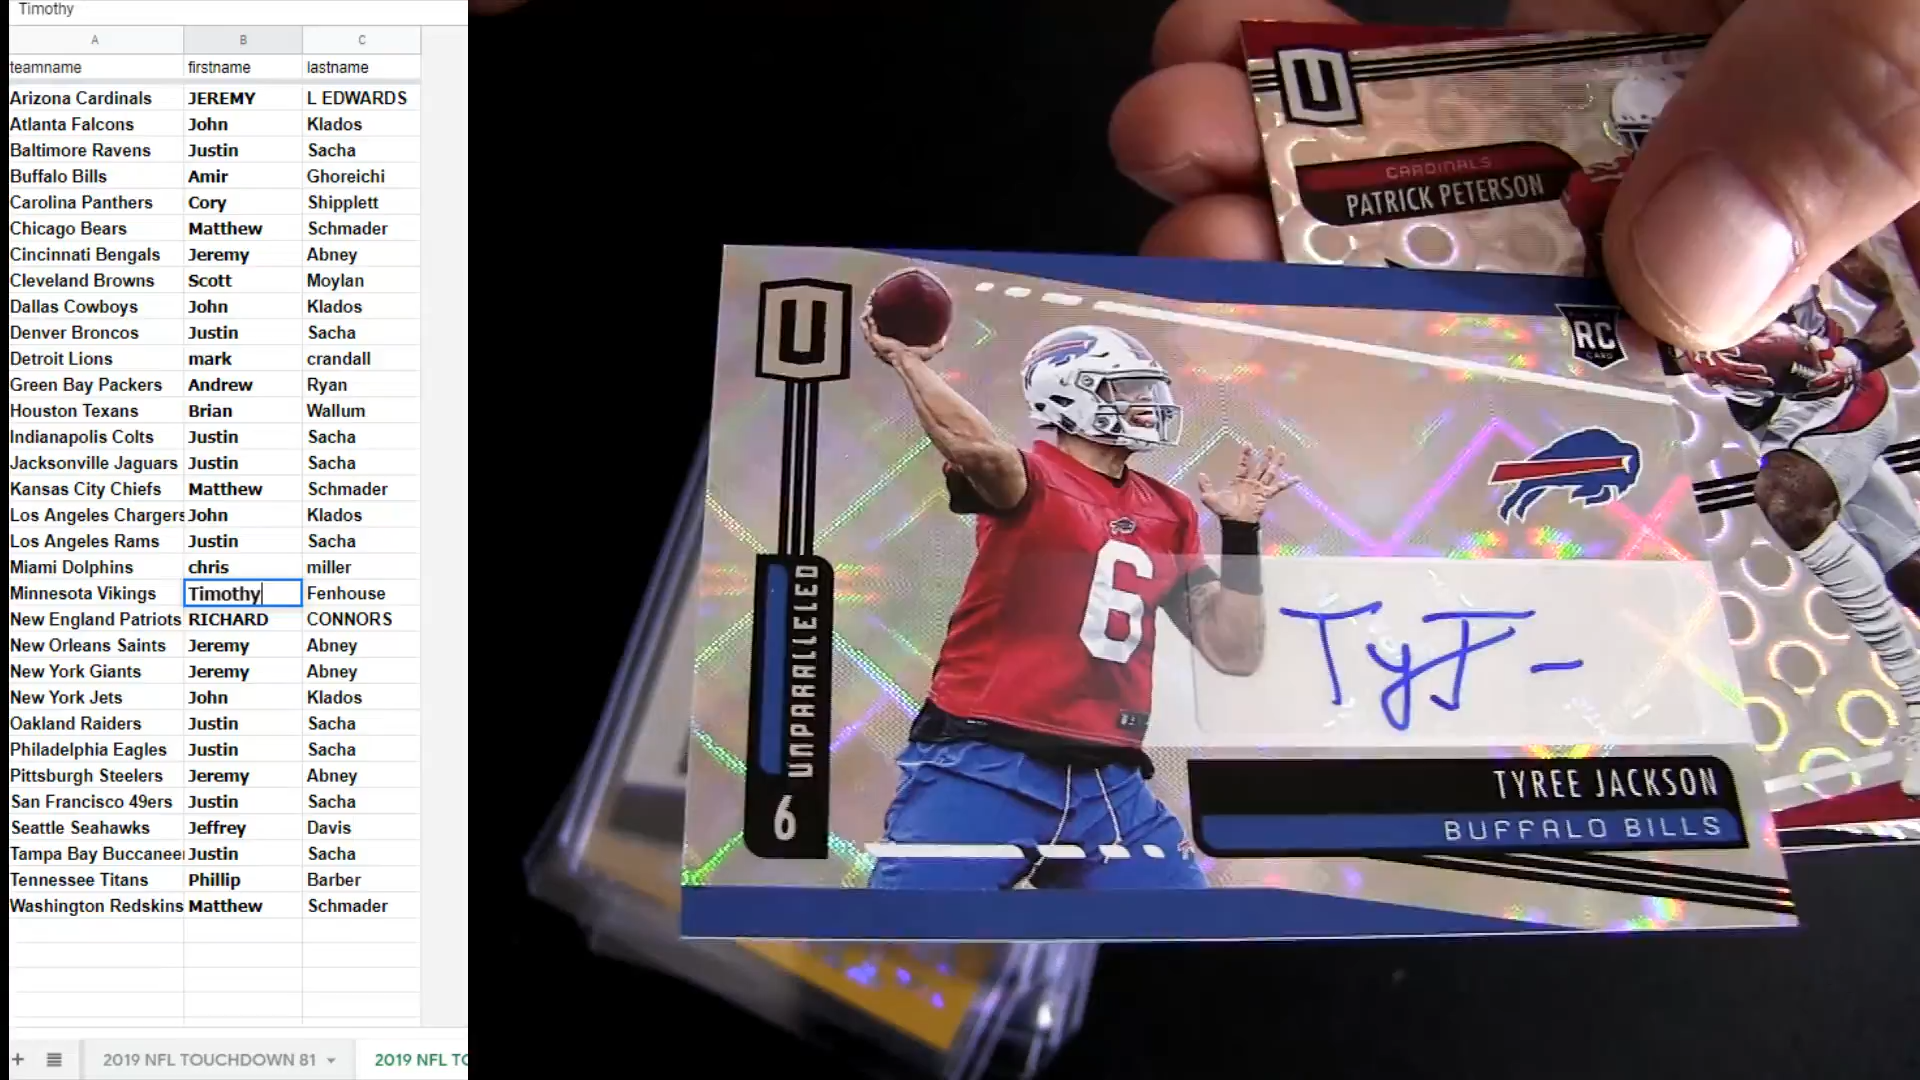 Timothy
A B C
teamname firstname lastname
Arizona Cardinals JEREMY L EDWARDS
Atlanta Falcons John Klados
Baltimore Ravens Justin Sacha
Buffalo Bills Amir Ghoreichi
Carolina Panthers Cory Shipplett
Chicago Bears Matthew Schmader
Cincinnati Bengals Jeremy Abney
Cleveland Browns Scott Moylan
Dallas Cowboys John Klados
Denver Broncos Justin Sacha
Detroit Lions mark crandall
Green Bay Packers Andrew Ryan
Houston Texans Brian Wallum
Indianapolis Colts Justin Sacha
Jacksonville Jaguars Justin Sacha
Kansas City Chiefs Matthew Schmader
Los Angeles Chargers John Klados
Los Angeles Rams Justin Sacha
Miami Dolphins chris miller
Minnesota Vikings Timothy Fenhouse
New England Patriots RICHARD CONNORS
New Orleans Saints Jeremy Abney
New York Giants Jeremy Abney
New York Jets John Klados
Oakland Raiders Justin Sacha
Philadelphia Eagles Justin Sacha
Pittsburgh Steelers Jeremy Abney
San Francisco 49ers Justin Sacha
Seattle Seahawks Jeffrey Davis
Tampa Bay Buccanee Justin Sacha
Tennessee Titans Phillip Barber
Washington Redskins Matthew Schmader
2019 NFL TOUCHDOWN 81
2019 NFL TO
U
CARDINALS
PATRICK PETERSON
U
RC
CARD
UNPARALLELED
6
6
TyJ -
TYREE JACKSON
BUFFALO BILLS